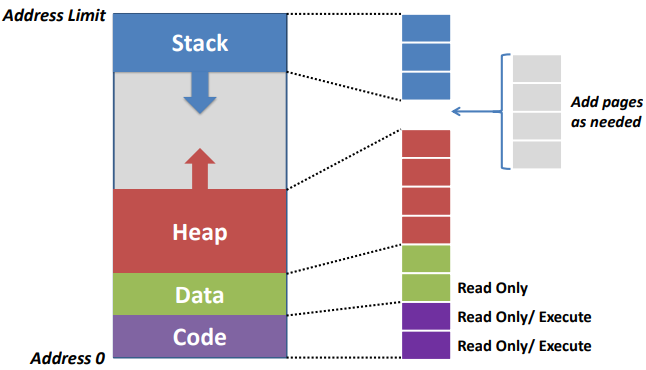 Address Limit
Stack
Add pages
as needed
Heap
Data
Read Only
Read Only/ Execute
Code
Read Only/ Execute
Address 0